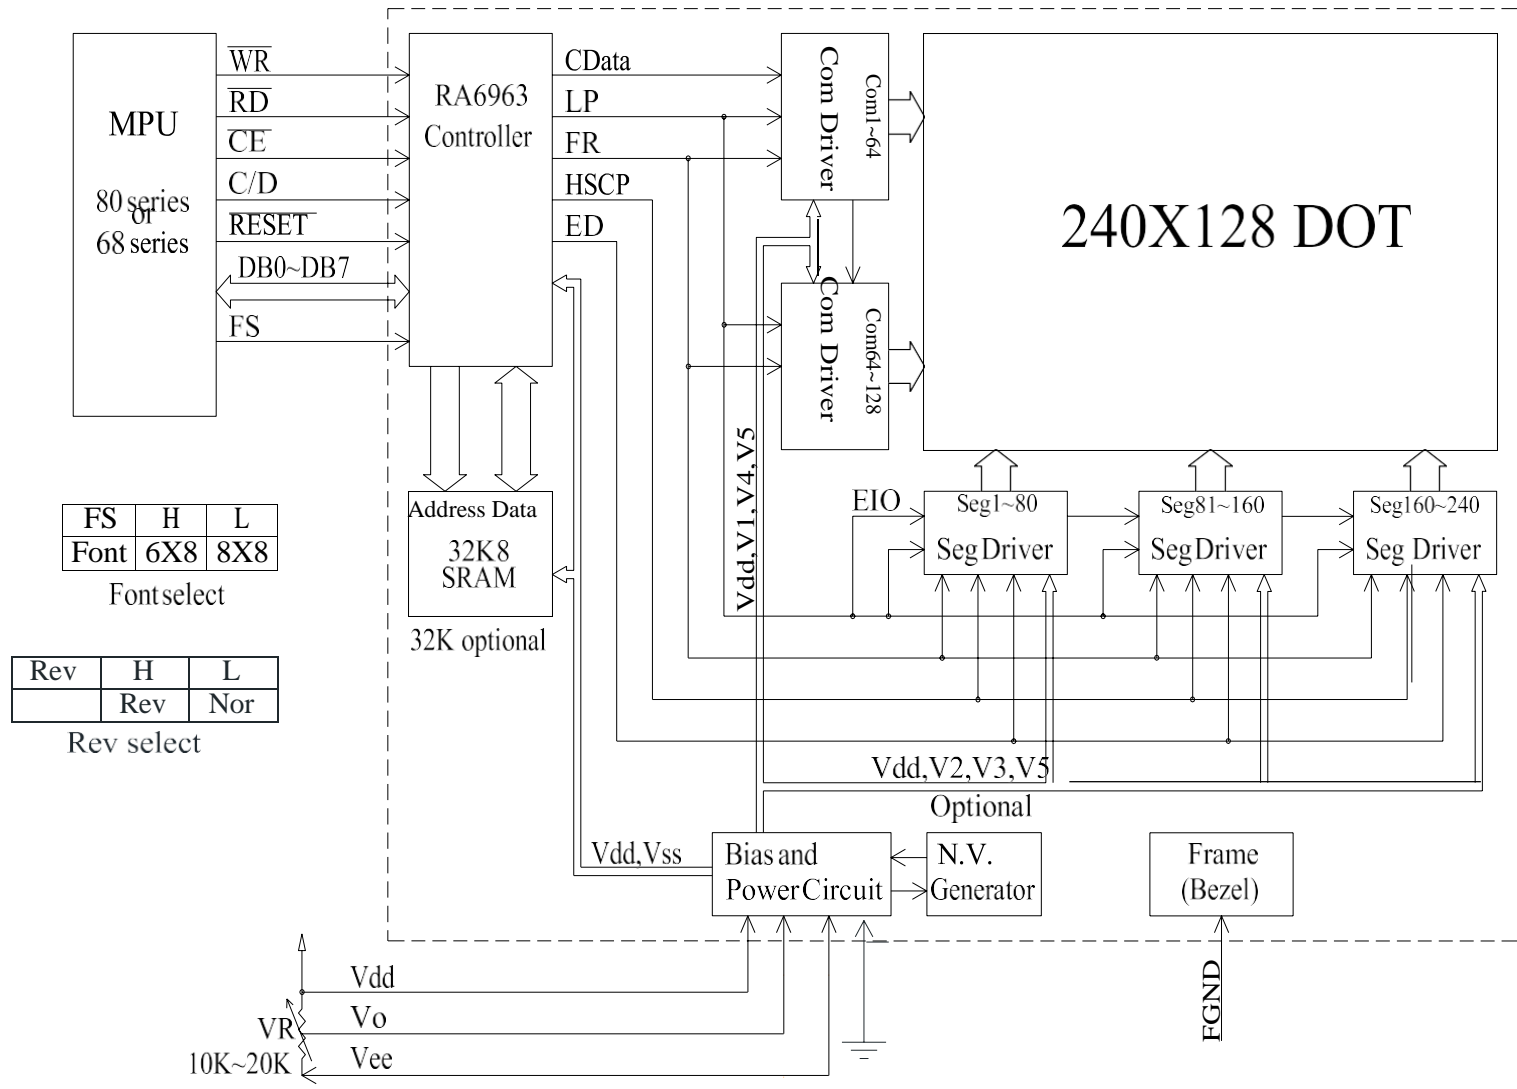 MPU
80 series
or
68 series
WR
RD
CE
C/D
RESET
DB0~DB7
FS
RA6963
Controller
CData
LP
FR
HSCP
ED
Com Driver
Com1~64
Com Driver
Com64~128
240X128 DOT
Vdd,V1,V4,V5
EIO
Seg1~80
Seg Driver
Seg81~160
Seg Driver
Seg160~240
Seg Driver
Address Data
32K8
SRAM
32K optional
FS H L
Font 6X8 8X8
Font select
Rev H L
Rev Nor
Rev select
Vdd,V2,V3,V5
Optional
Vdd,Vss
Bias and
Power Circuit
N.V.
Generator
Frame
(Bezel)
FGND
Vdd
Vo
VR
Vee
10K~20K